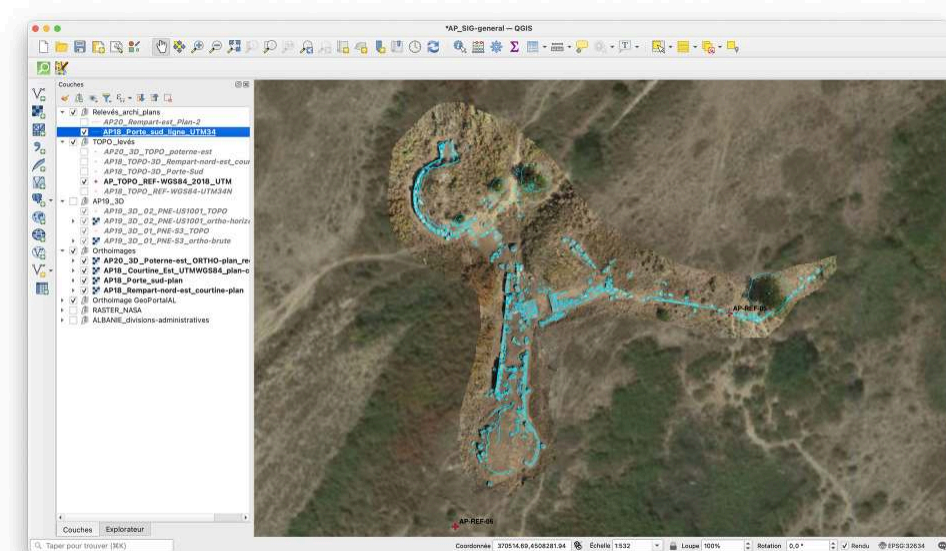 *AP_SIG-general — QGIS
Couches
Relevés_archi_plans
AP20_Rempart-est_Plan-2
AP18_Porte_sud_ligne_UTM34
TOPO_levés
AP20_3D_TOPO_poterne-est
AP18_TOPO-3D_Rempart-nord-est_cour
AP18_TOPO-3D_Porte-Sud
AP_TOPO_REF-WGS84_2018_UTM
AP18_TOPO_REF-WGS84-UTM34N
AP19_3D
AP19_3D_02_PNE-US1001_TOPO
AP19_3D_02_PNE-US1001_ortho-horiz
AP19_3D_01_PNE-S3_TOPO
AP19_3D_01_PNE-S3_ortho-brute
Orthoimages
AP20_3D_Poterne-est_ORTHO-plan_re
AP18_Courtine_Est_UTMWGS84_plan-c
AP18_Porte_sud-plan
AP18_Rempart-nord-est_courtine-plan
Orthoimage GeoPortalAL
RASTER_NASA
ALBANIE_divisions-administratives
AP-REF-06
Couches Explorateur
Taper pour trouver (⌘K)
Coordonnée 370514.69,4508281.94 Échelle 1:532 Loupe 100% Rotation 0,0 ° Rendu EPSG:32634